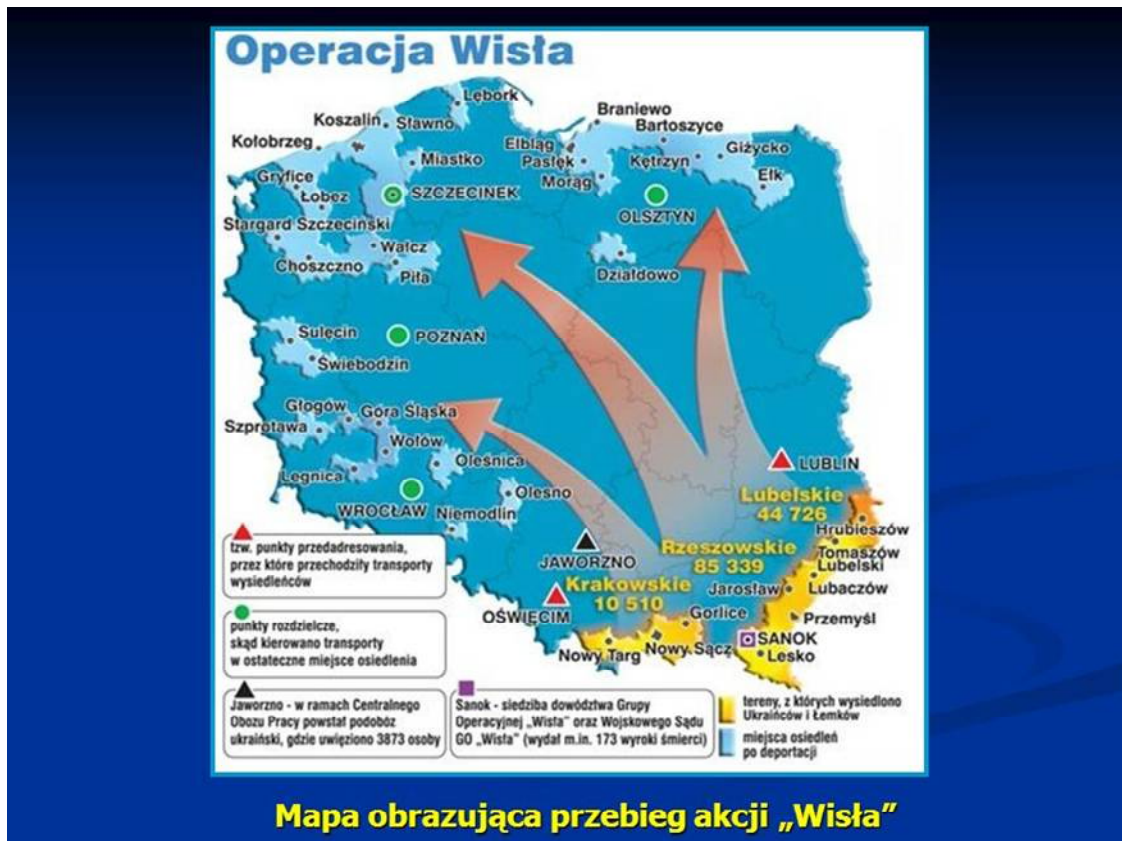 Operacja Wisła
Lębork
Koszalin
Sławno
Kołobrzeg
Miastko
Gryfice
SZCZECINEK
Łobez
Stargard Szczeciński
Wałcz
Choszczno
Piła
Braniewo
Bartoszyce
Elbląg
Giżycko
Pasłęk
Kętrzyn
Morąg
Ełk
OLSZTYN
Działdowo
Sulęcin
POZNAŃ
Świebodzin
Głogów
Góra Śląska
Szprotawa
Wołów
Oleśnica
Legnica
Olesno
WROCŁAW
Niemodlin
LUBLIN
Lubelskie
44 726
Hrubieszów
Rzeszowskie
85 339
Tomaszów
Lubelski
JAWORZNO
Krakowskie
10 510
Jarosław
Lubaczów
OŚWIĘCIM
Gorlice
Przemyśl
SANOK
Nowy Targ
Nowy Sącz
Lesko
tzw. punkty przedadresowania,
przez które przechodziły transporty
wysiedleńców
punkty rozdzielcze,
skąd kierowano transporty
w ostateczne miejsce osiedlenia
Jaworzno - w ramach Centralnego
Obozu Pracy powstał podobóz
ukraiński, gdzie uwięziono 3873 osoby
Sanok - siedziba dowództwa Grupy
Operacyjnej „Wisła” oraz Wojskowego Sądu
GO „Wisła” (wydał m.in. 173 wyroki śmierci)
tereny, z których wysiedlono
Ukraińców i Łemków
miejsca osiedleń
po deportacji
Mapa obrazująca przebieg akcji „Wisła”